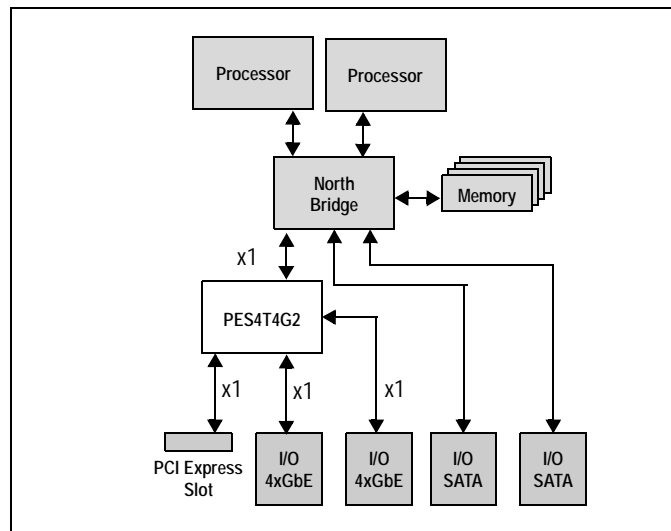 Processor
Processor
North
Bridge
Memory
x1
PES4T4G2
x1
x1
x1
PCI Express
Slot
I/O
4xGbE
I/O
4xGbE
I/O
SATA
I/O
SATA